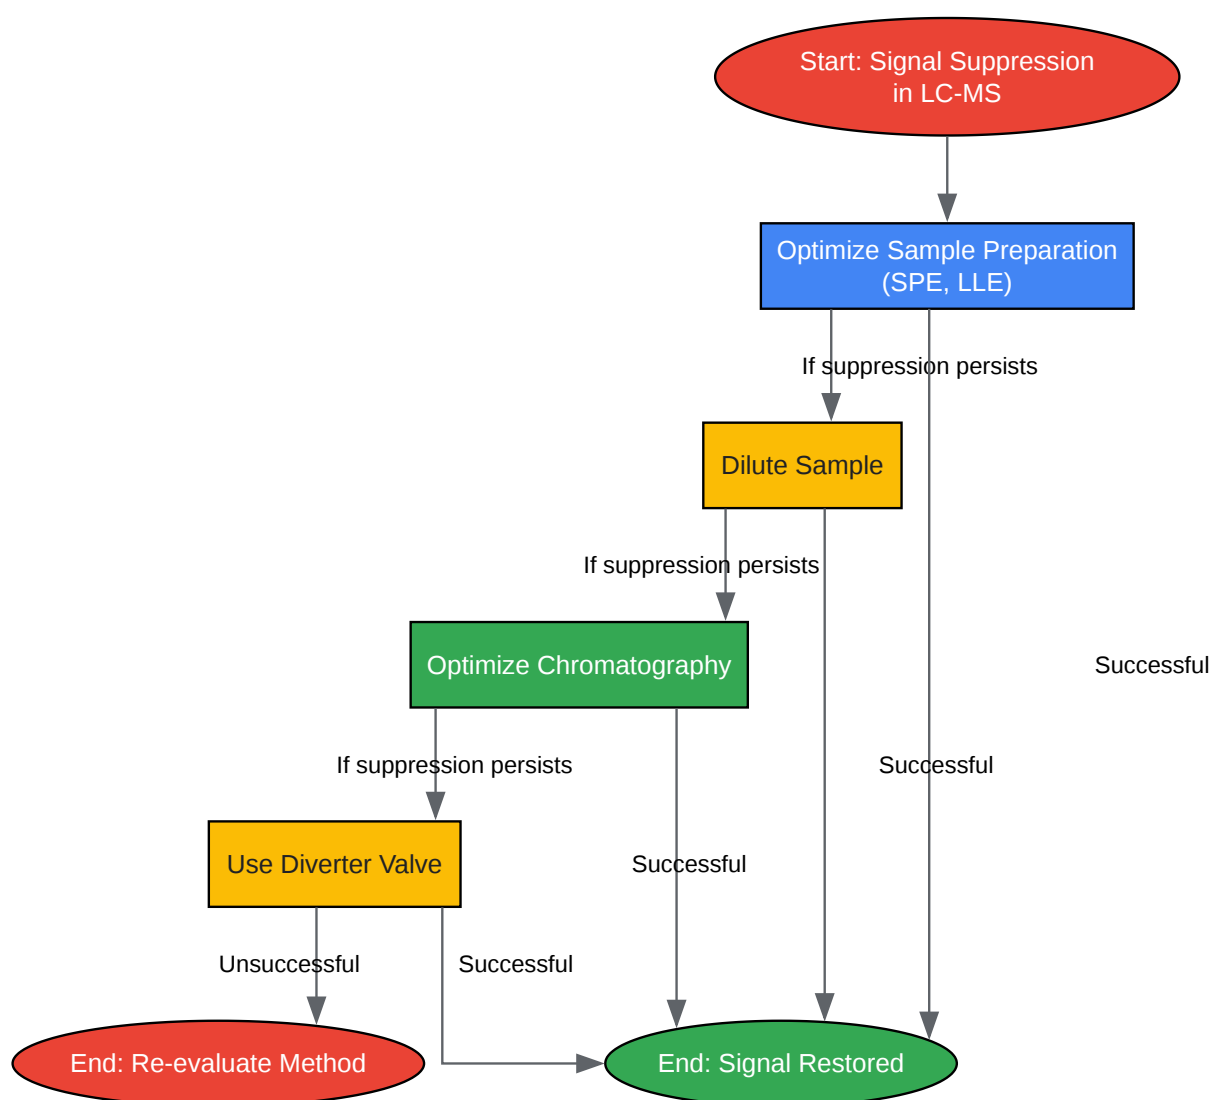 Start: Signal Suppression
in LC-MS
Optimize Sample Preparation
(SPE, LLE)
If suppression persists
Dilute Sample
If suppression persists
Optimize Chromatography
Successful
If suppression persists
Successful
Use Diverter Valve
Successful
Unsuccessful
Successful
End: Re-evaluate Method
End: Signal Restored